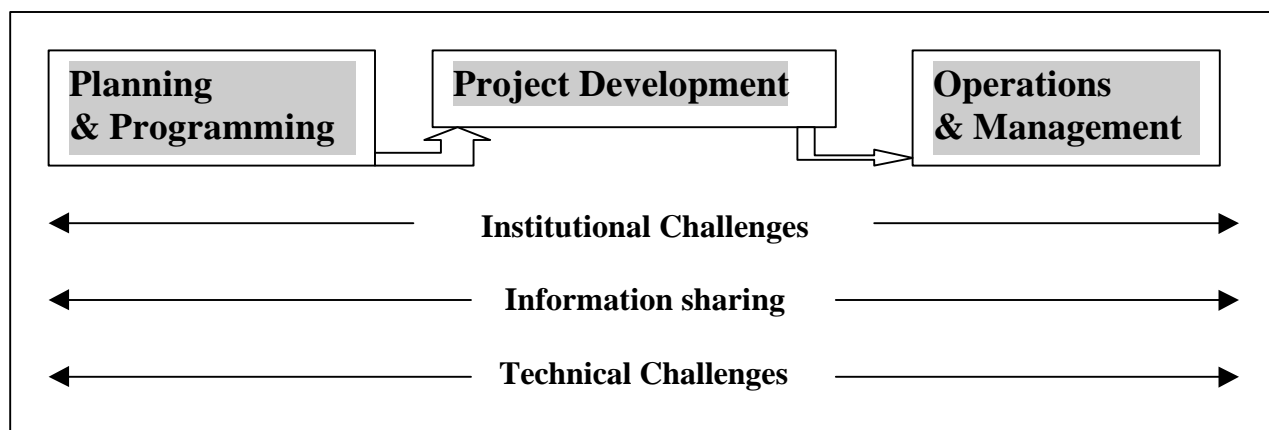 Planning
& Programming
Project Development
Operations
& Management
Institutional Challenges
Information sharing
Technical Challenges